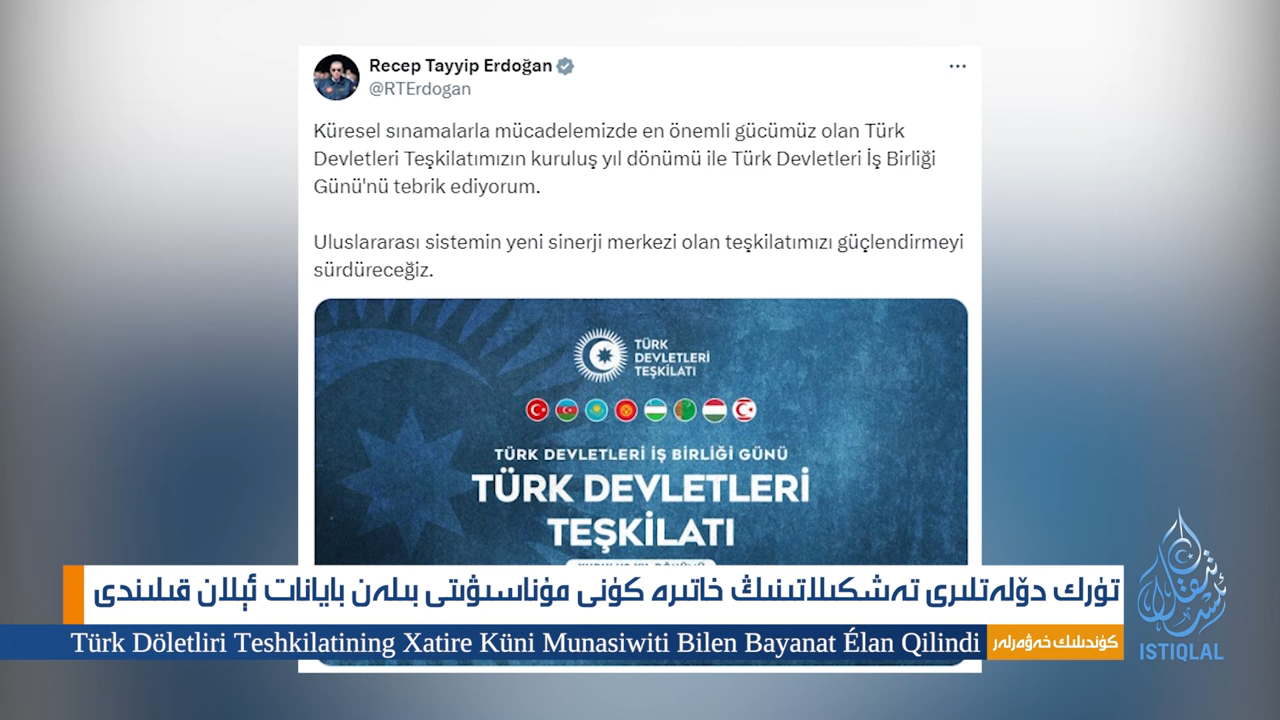 Recep Tayyip Erdoğan
@RTErdogan
Küresel sınamalarla mücadelemizde en önemli gücümüz olan Türk
Devletleri Teşkilatımızın kuruluş yıl dönümü ile Türk Devletleri İş Birliği
Günü'nü tebrik ediyorum.
Uluslararası sistemin yeni sinerji merkezi olan teşkilatımızı güçlendirmeyi
sürdüreceğiz.
TÜRK
DEVLETLERİ
TEŞKİLATI
TÜRK DEVLETLERİ İŞ BİRLİĞİ GÜNÜ
TÜRK DEVLETLERİ
TEŞKİLATI
تۈرك دۆلەتلىرى تەشكىلاتىنىڭ خاتىرە كۈنى مۇناسىۋىتى بىلەن بايانات ئېلان قىلىندى
Türk Döletliri Teshkilatining Xatire Küni Munasiwiti Bilen Bayanat Élan Qilindi
كۈندىلىك خەۋەرلەر
ئىستىقلال
ISTIQLAL